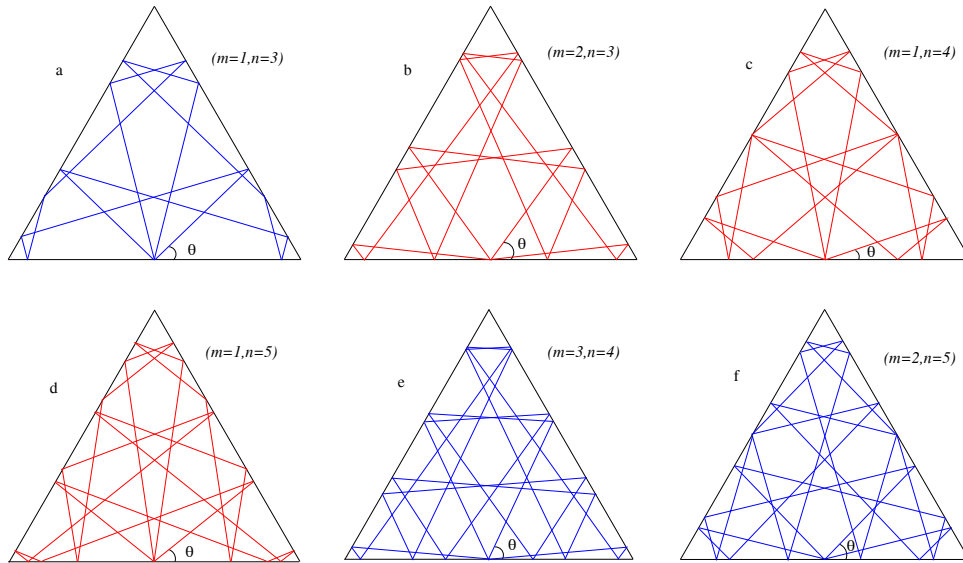 a
(m=1,n=3)
θ
b
(m=2,n=3)
θ
c
(m=1,n=4)
θ
d
(m=1,n=5)
θ
e
(m=3,n=4)
θ
f
(m=2,n=5)
θ